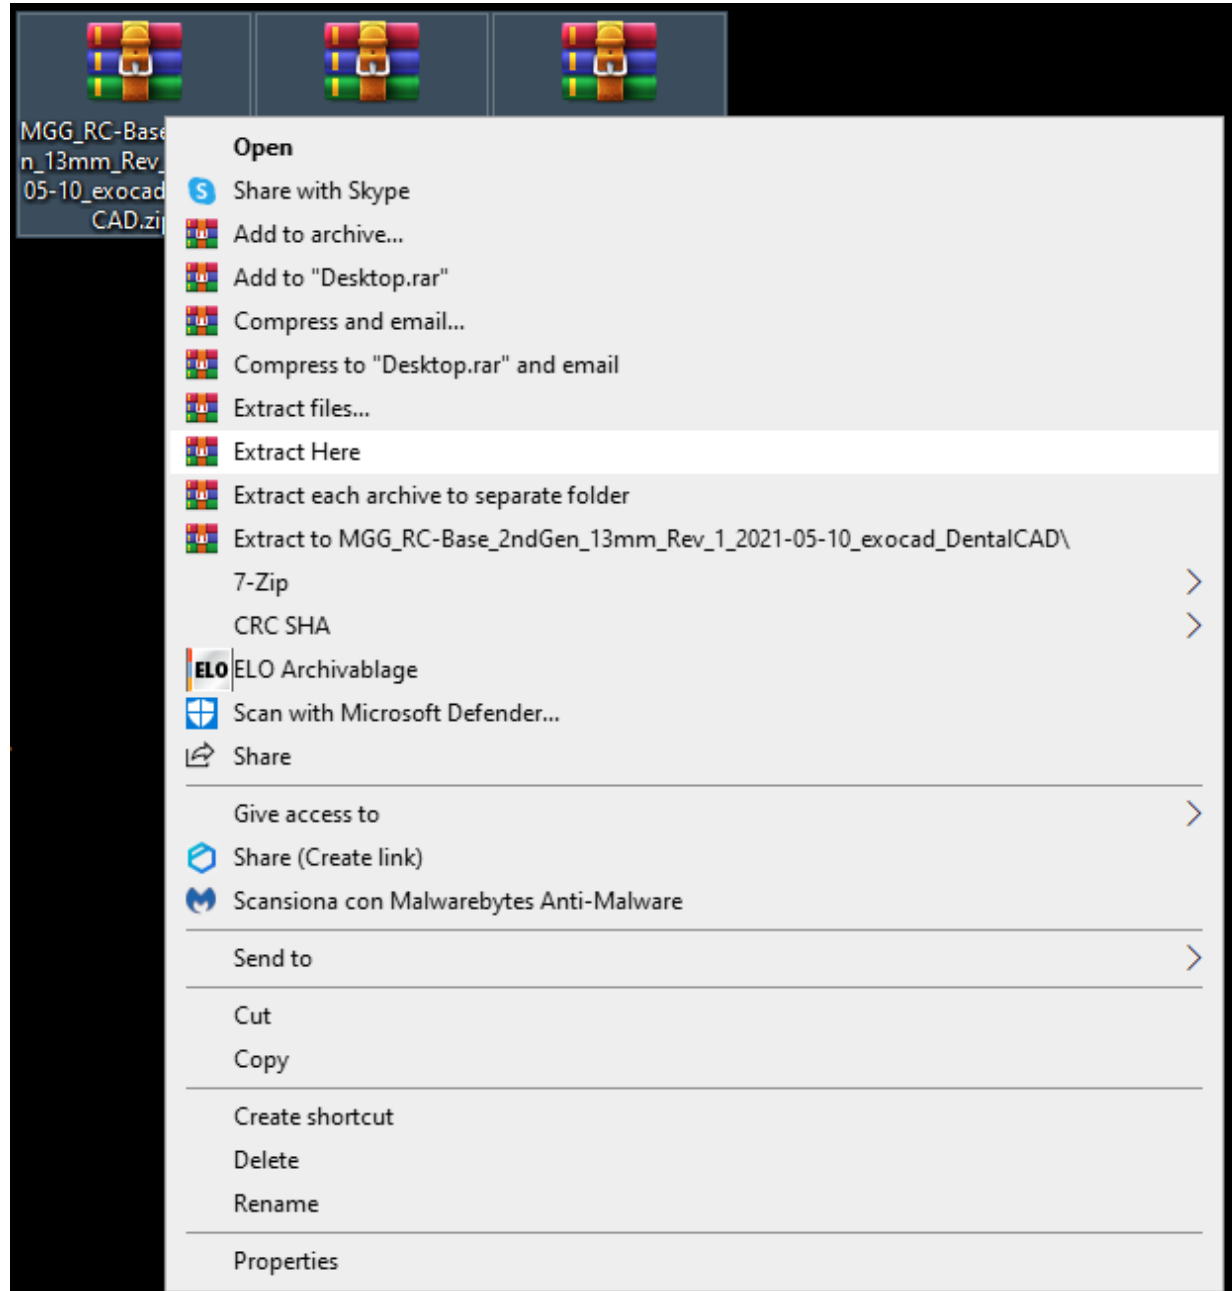 MGG_RC-Base
n_13mm_Rev_
05-10_exocad
CAD.zip
Open
Share with Skype
Add to archive...
Add to "Desktop.rar"
Compress and email...
Compress to "Desktop.rar" and email
Extract files...
Extract Here
Extract each archive to separate folder
Extract to MGG_RC-Base_2ndGen_13mm_Rev_1_2021-05-10_exocad_DentalCAD\
7-Zip
CRC SHA
ELO ELO Archivablage
Scan with Microsoft Defender...
Share
Give access to
Share (Create link)
Scansiona con Malwarebytes Anti-Malware
Send to
Cut
Copy
Create shortcut
Delete
Rename
Properties